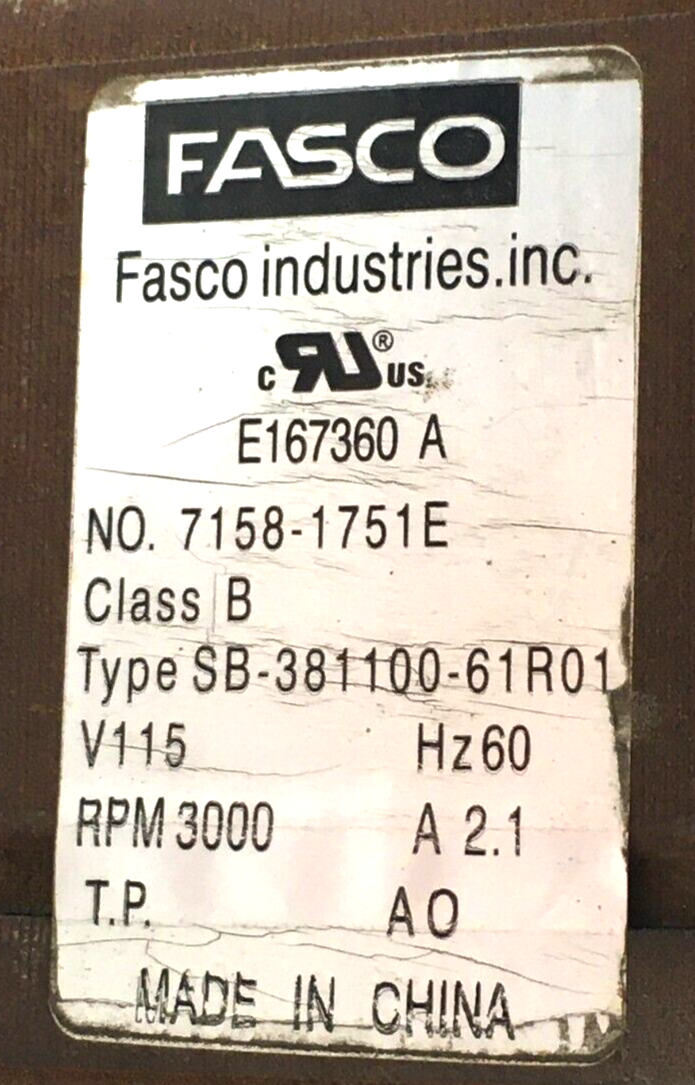 FASCO
Fasco industries.inc.
c RU® US
E167360 A
NO. 7158-1751E
Class B
Type SB-381100-61R01
V115 Hz60
RPM 3000 A 2.1
T.P. AO
MADE IN CHINA